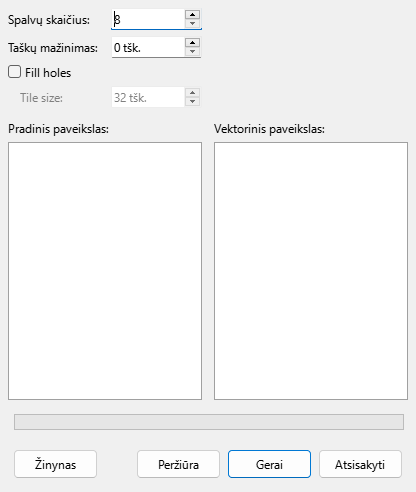 Spalvų skaičius: 8
Taškų mažinimas: 0 tšk.
Fill holes
Tile size: 32 tšk.
Pradinis paveikslas: Vektorinis paveikslas:
Žinynas Peržiūra Gerai Atsisakyti